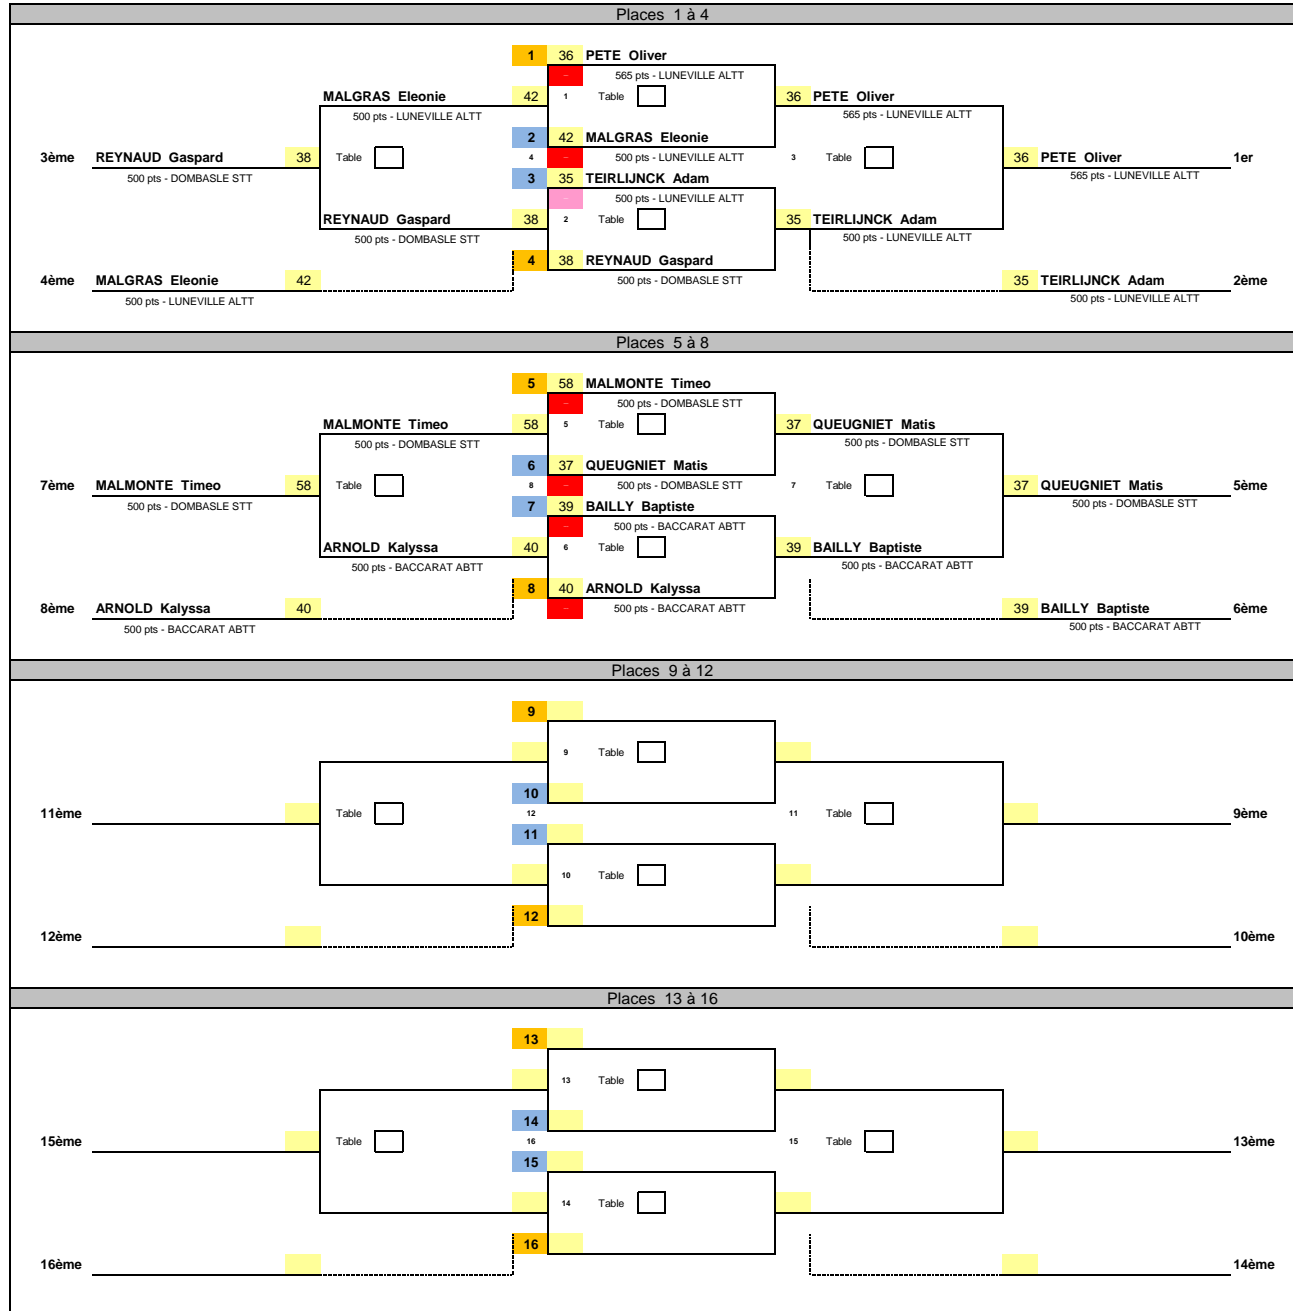 Places 1 à 4
1 36 PETE Oliver
- 565 pts - LUNEVILLE ALTT
MALGRAS Eleonie 42 1 Table 36 PETE Oliver
500 pts - LUNEVILLE ALTT 565 pts - LUNEVILLE ALTT
2 42 MALGRAS Eleonie
3ème REYNAUD Gaspard 38 Table 4 - 500 pts - LUNEVILLE ALTT 3 Table 36 PETE Oliver 1er
500 pts - DOMBASLE STT 3 35 TEIRLIJNCK Adam 565 pts - LUNEVILLE ALTT
- 500 pts - LUNEVILLE ALTT
REYNAUD Gaspard 38 2 Table 35 TEIRLIJNCK Adam
500 pts - DOMBASLE STT 500 pts - LUNEVILLE ALTT
4 38 REYNAUD Gaspard
4ème MALGRAS Eleonie 42 500 pts - DOMBASLE STT 35 TEIRLIJNCK Adam 2ème
500 pts - LUNEVILLE ALTT 500 pts - LUNEVILLE ALTT
Places 5 à 8
5 58 MALMONTE Timeo
- 500 pts - DOMBASLE STT
MALMONTE Timeo 58 5 Table 37 QUEUGNIET Matis
500 pts - DOMBASLE STT 500 pts - DOMBASLE STT
6 37 QUEUGNIET Matis
7ème MALMONTE Timeo 58 Table 8 - 500 pts - DOMBASLE STT 7 Table 37 QUEUGNIET Matis 5ème
500 pts - DOMBASLE STT 7 39 BAILLY Baptiste 500 pts - DOMBASLE STT
- 500 pts - BACCARAT ABTT
ARNOLD Kalyssa 40 6 Table 39 BAILLY Baptiste
500 pts - BACCARAT ABTT 500 pts - BACCARAT ABTT
8 40 ARNOLD Kalyssa
8ème ARNOLD Kalyssa 40 - 500 pts - BACCARAT ABTT 39 BAILLY Baptiste 6ème
500 pts - BACCARAT ABTT 500 pts - BACCARAT ABTT
Places 9 à 12
9
9 Table
10
11ème Table 12 11 Table 9ème
11
10 Table
12
12ème 10ème
Places 13 à 16
13
13 Table
14
15ème Table 16 15 Table 13ème
15
14 Table
16
16ème 14ème